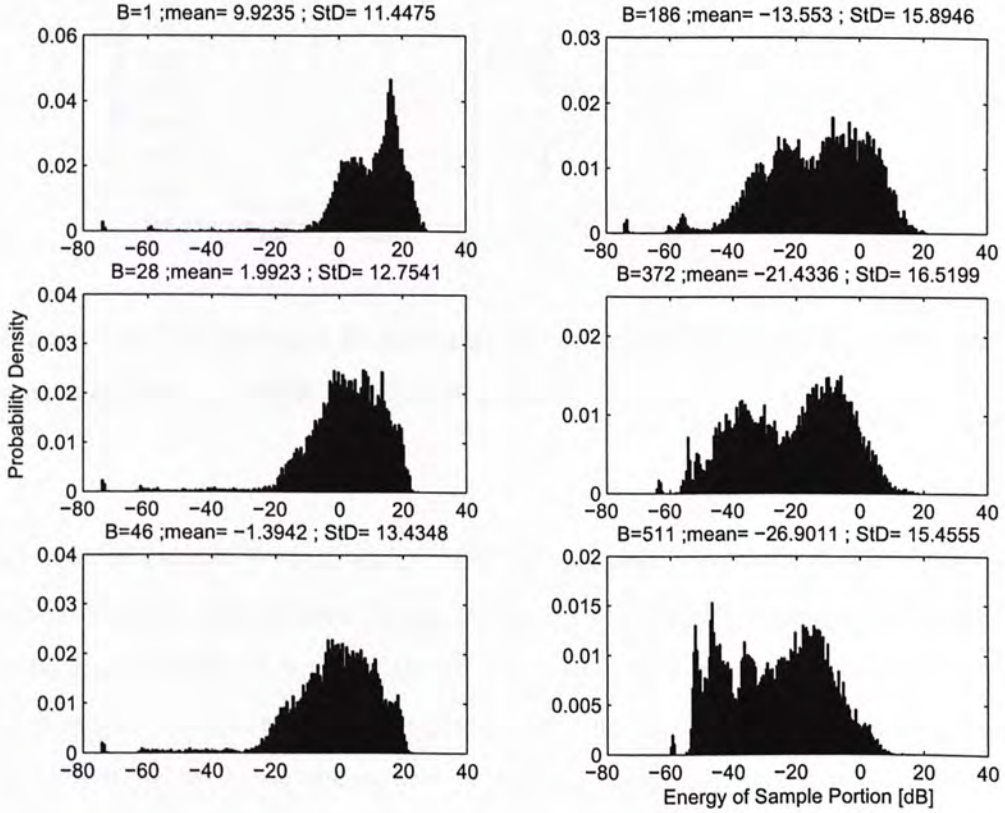 B=1 ;mean= 9.9235 ; StD= 11.4475
0.06
0.04
0.02
0
−80 −60 −40 −20 0 20 40
B=28 ;mean= 1.9923 ; StD= 12.7541
0.04
0.03
0.02
0.01
0
−80 −60 −40 −20 0 20 40
B=46 ;mean= −1.3942 ; StD= 13.4348
0.04
0.03
0.02
0.01
0
−80 −60 −40 −20 0 20 40
Probability Density
B=186 ;mean= −13.553 ; StD= 15.8946
0.03
0.02
0.01
0
−80 −60 −40 −20 0 20 40
B=372 ;mean= −21.4336 ; StD= 16.5199
0.02
0.01
0
−80 −60 −40 −20 0 20 40
B=511 ;mean= −26.9011 ; StD= 15.4555
0.02
0.015
0.01
0.005
0
−80 −60 −40 −20 0 20 40
Energy of Sample Portion [dB]